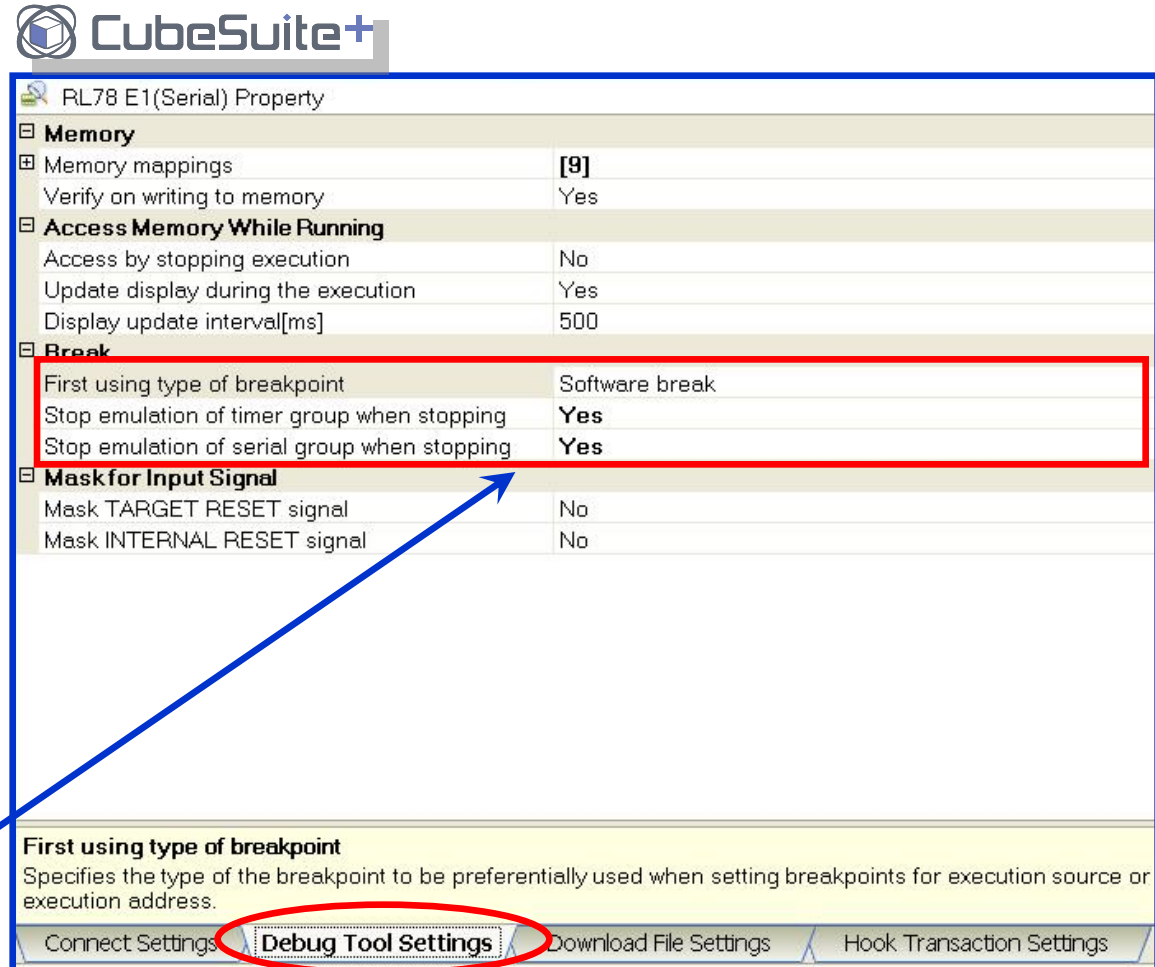 CubeSuite+
RL78 E1(Serial) Property
Memory
Memory mappings [9]
Verify on writing to memory Yes
Access Memory While Running
Access by stopping execution No
Update display during the execution Yes
Display update interval[ms] 500
Break
First using type of breakpoint Software break
Stop emulation of timer group when stopping Yes
Stop emulation of serial group when stopping Yes
Mask for Input Signal
Mask TARGET RESET signal No
Mask INTERNAL RESET signal No
First using type of breakpoint
Specifies the type of the breakpoint to be preferentially used when setting breakpoints for execution source or
execution address.
Connect Settings Debug Tool Settings Download File Settings Hook Transaction Settings